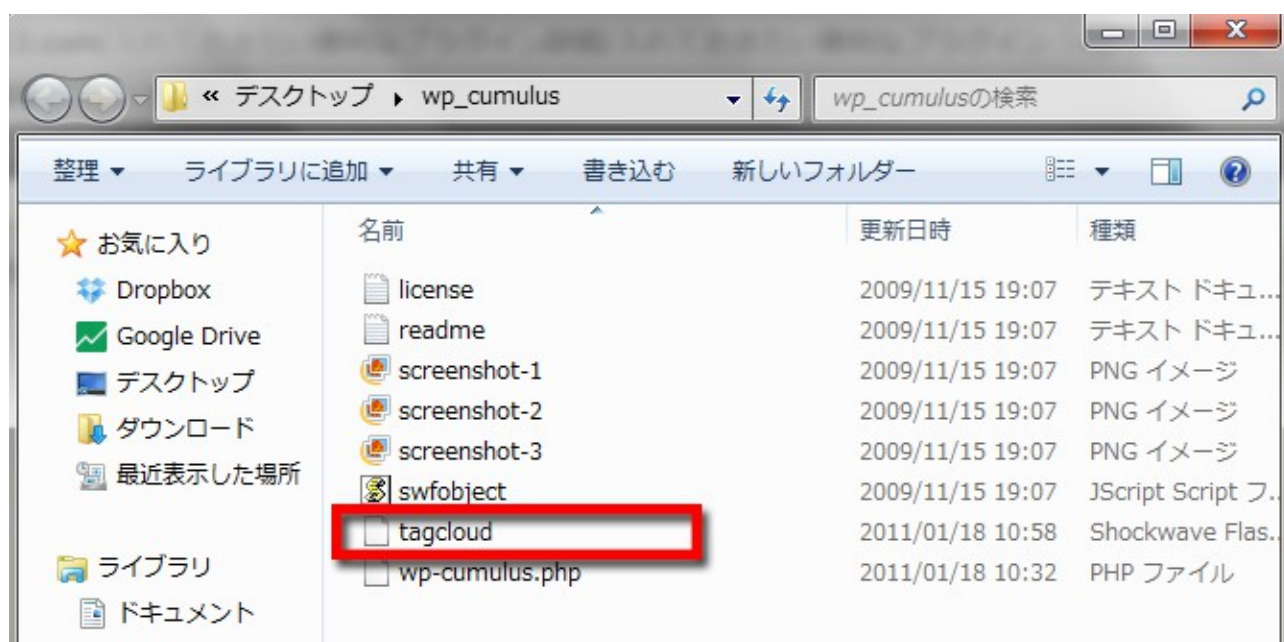 « デスクトップ ▸ wp_cumulus wp_cumulusの検索
整理 ライブラリに追加 共有 書き込む 新しいフォルダー
お気に入り
Dropbox
Google Drive
デスクトップ
ダウンロード
最近表示した場所
ライブラリ
ドキュメント
名前 更新日時 種類
license 2009/11/15 19:07 テキスト ドキュ...
readme 2009/11/15 19:07 テキスト ドキュ...
screenshot-1 2009/11/15 19:07 PNG イメージ
screenshot-2 2009/11/15 19:07 PNG イメージ
screenshot-3 2009/11/15 19:07 PNG イメージ
swfobject 2009/11/15 19:07 JScript Script フ...
tagcloud 2011/01/18 10:58 Shockwave Flas...
wp-cumulus.php 2011/01/18 10:32 PHP ファイル